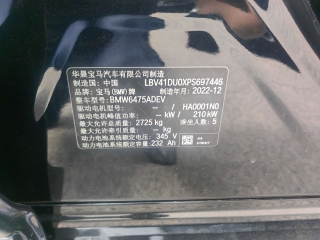 华晨宝马汽车有限公司制造
制造国：中国 LBV41DU0XPS697446
品牌：宝马(BMW)牌 制造年月：2022-12
整车型号：BMW6475ADEV
驱动电机型号： -- / HA0001N0
驱动电机峰值功率： -- kW / 210 kW
最大允许总质量： 2725 kg
最大允许牵引质量： -- kg 乘坐人数：5
动力电池系统额定电压： 345 V
动力电池系统额定容量： 232 Ah